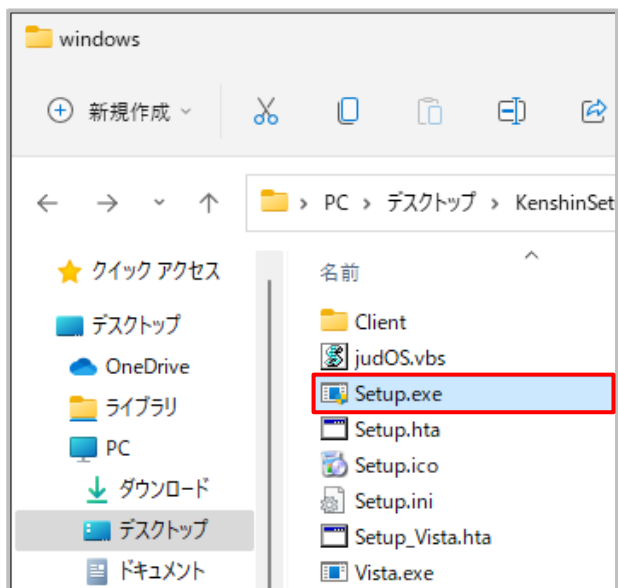 windows
新規作成
PC > デスクトップ > KenshinSet
クイック アクセス
デスクトップ
OneDrive
ライブラリ
PC
ダウンロード
デスクトップ
ドキュメント
名前
Client
judOS.vbs
Setup.exe
Setup.hta
Setup.ico
Setup.ini
Setup_Vista.hta
Vista.exe